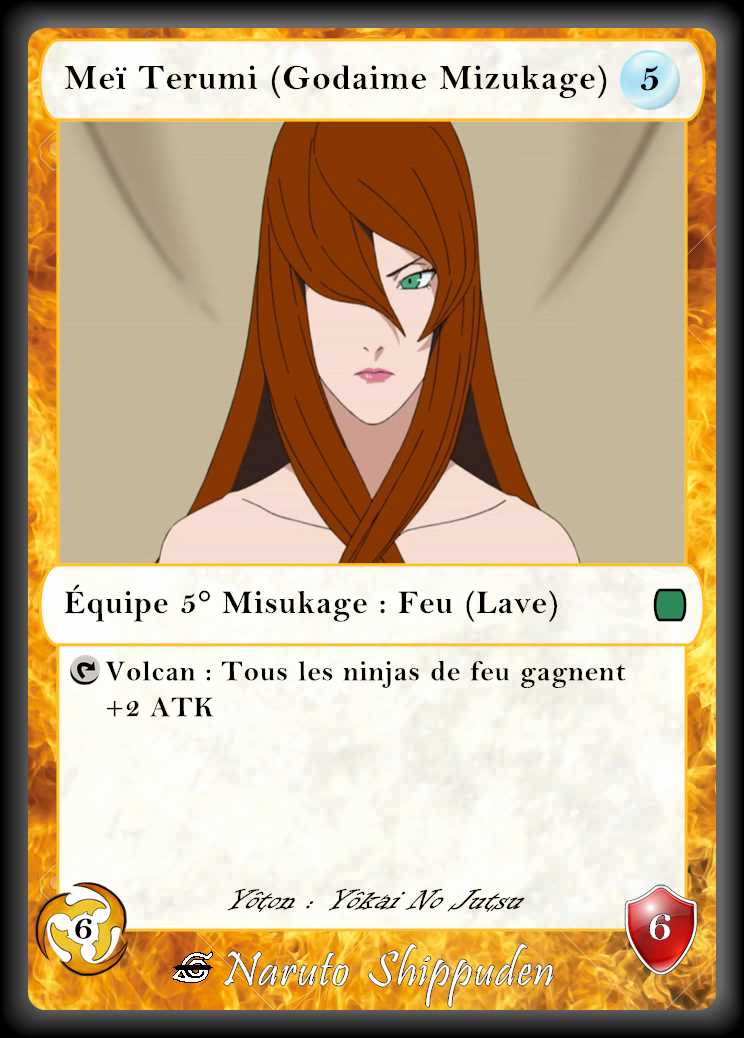 Meï Terumi (Godaime Mizukage) 5
Équipe 5° Misukage : Feu (Lave)
Volcan : Tous les ninjas de feu gagnent
+2 ATK
Yôton : Yôkai No Jutsu
6
6
Naruto Shippuden